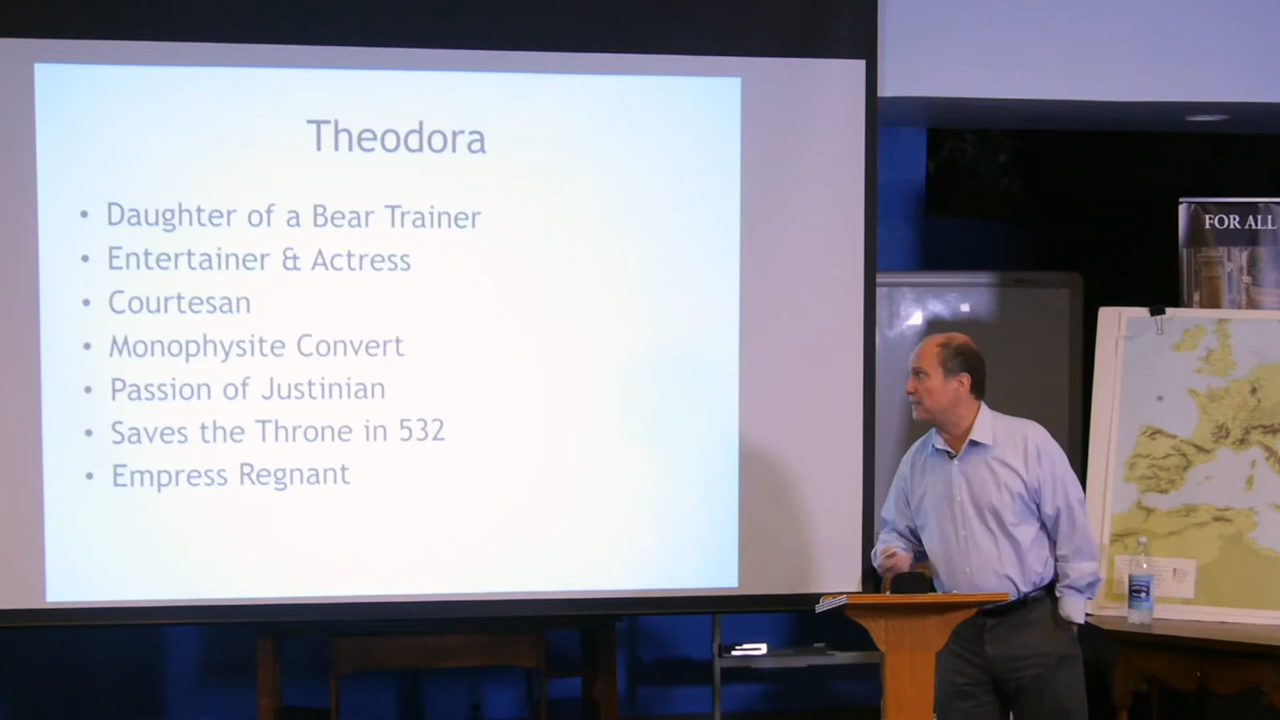 Theodora
• Daughter of a Bear Trainer
• Entertainer & Actress
• Courtesan
• Monophysite Convert
• Passion of Justinian
• Saves the Throne in 532
• Empress Regnant
FOR ALL